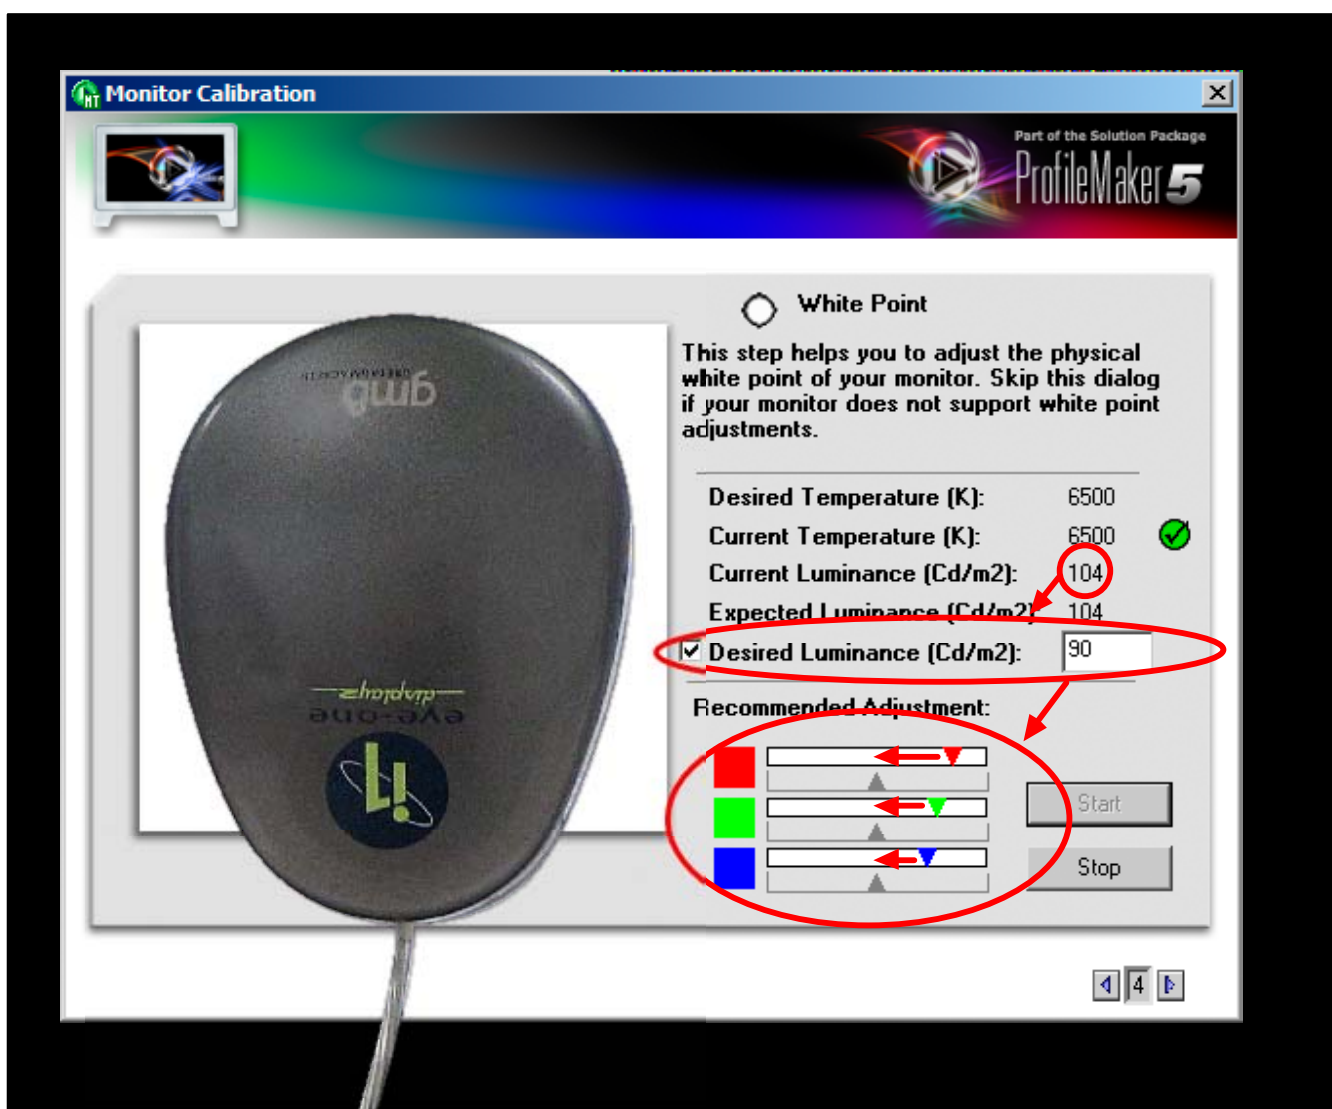 Monitor Calibration
Part of the Solution Package
ProfileMaker 5
White Point
This step helps you to adjust the physical
white point of your monitor. Skip this dialog
if your monitor does not support white point
adjustments.
gmb
GRETAGMACBETH
Desired Temperature (K): 6500
Current Temperature (K): 6500
Current Luminance (Cd/m2): 104
Expected Luminance (Cd/m2) 104
Desired Luminance (Cd/m2): 90
Recommended Adjustment:
display2
eye-one
i1
Start
Stop
4